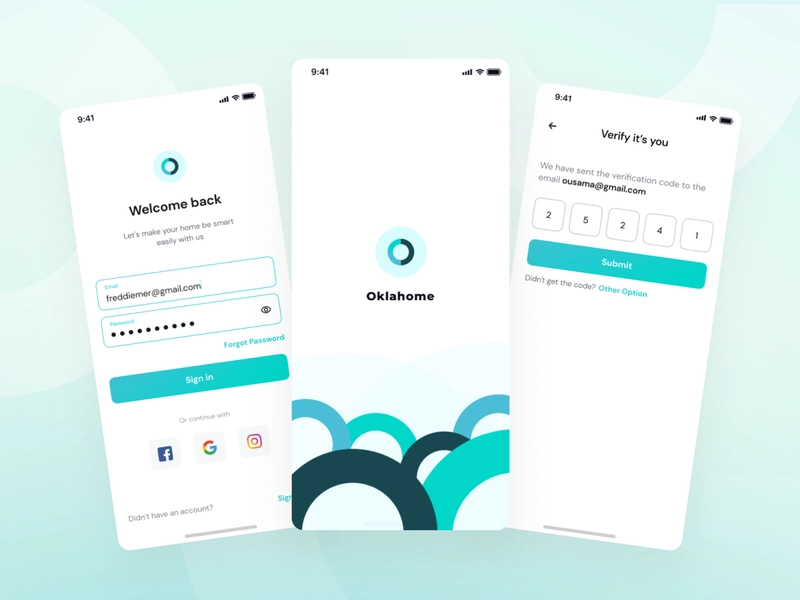 9:41
Welcome back
Let's make your home be smart
easily with us
Email
freddiemer@gmail.com
Password
Forgot Password
Sign in
Or continue with
Didn't have an account?
Sign
9:41
Oklahome
9:41
Verify it's you
We have sent the verification code to the
email ousama@gmail.com
2 5 2 4 1
Submit
Didn't get the code? Other Option